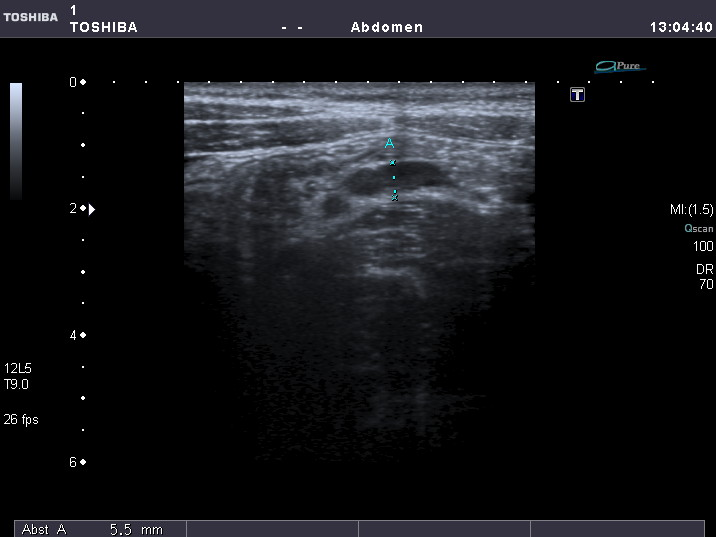 TOSHIBA
1
TOSHIBA - - Abdomen 13:04:40
APure
0
T
A
2
MI:(1.5)
Qscan
100
DR
70
4
12L5
T9.0
26 fps
6
Abst A 5.5 mm